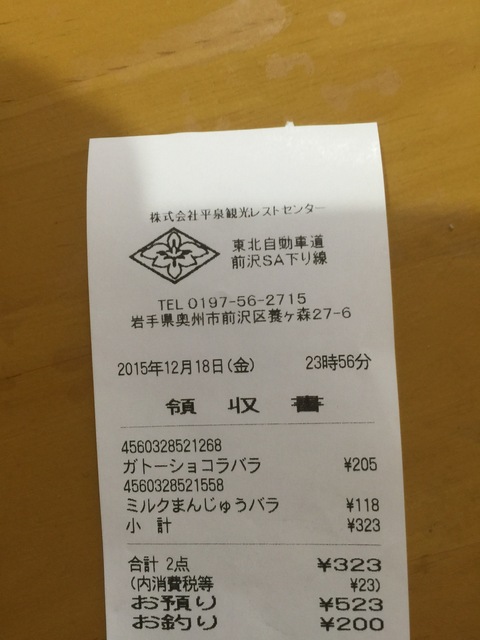 株式会社平泉観光レストセンター
東北自動車道
前沢SA下り線
TEL 0197-56-2715
岩手県奥州市前沢区養ヶ森27-6
2015年12月18日(金) 23時56分
領 収 書
4560328521268
ガトーショコラバラ ¥205
4560328521558
ミルクまんじゅうバラ ¥118
小 計 ¥323
合計 2点 ¥323
(内消費税等 ¥23)
お預り ¥523
お釣り ¥200